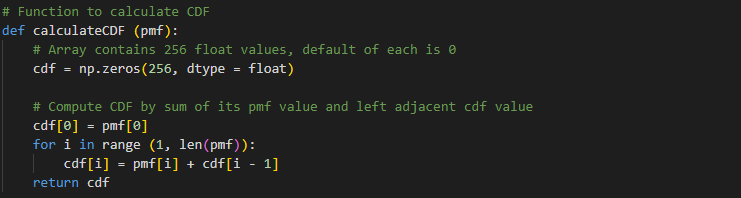 # Function to calculate CDF
def calculateCDF (pmf):
    # Array contains 256 float values, default of each is 0
    cdf = np.zeros(256, dtype = float)

    # Compute CDF by sum of its pmf value and left adjacent cdf value
    cdf[0] = pmf[0]
    for i in range (1, len(pmf)):
        cdf[i] = pmf[i] + cdf[i - 1]
    return cdf